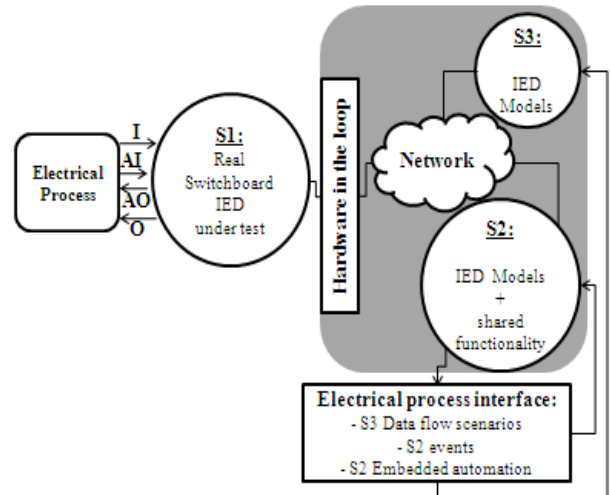 Electrical
Process
I
AI
AO
O
S1:
Real
Switchboard
IED
under test
Hardware in the loop
Network
S3:
IED
Models
S2:
IED Models
+
shared
functionality
Electrical process interface:
- S3 Data flow scenarios
- S2 events
- S2 Embedded automation